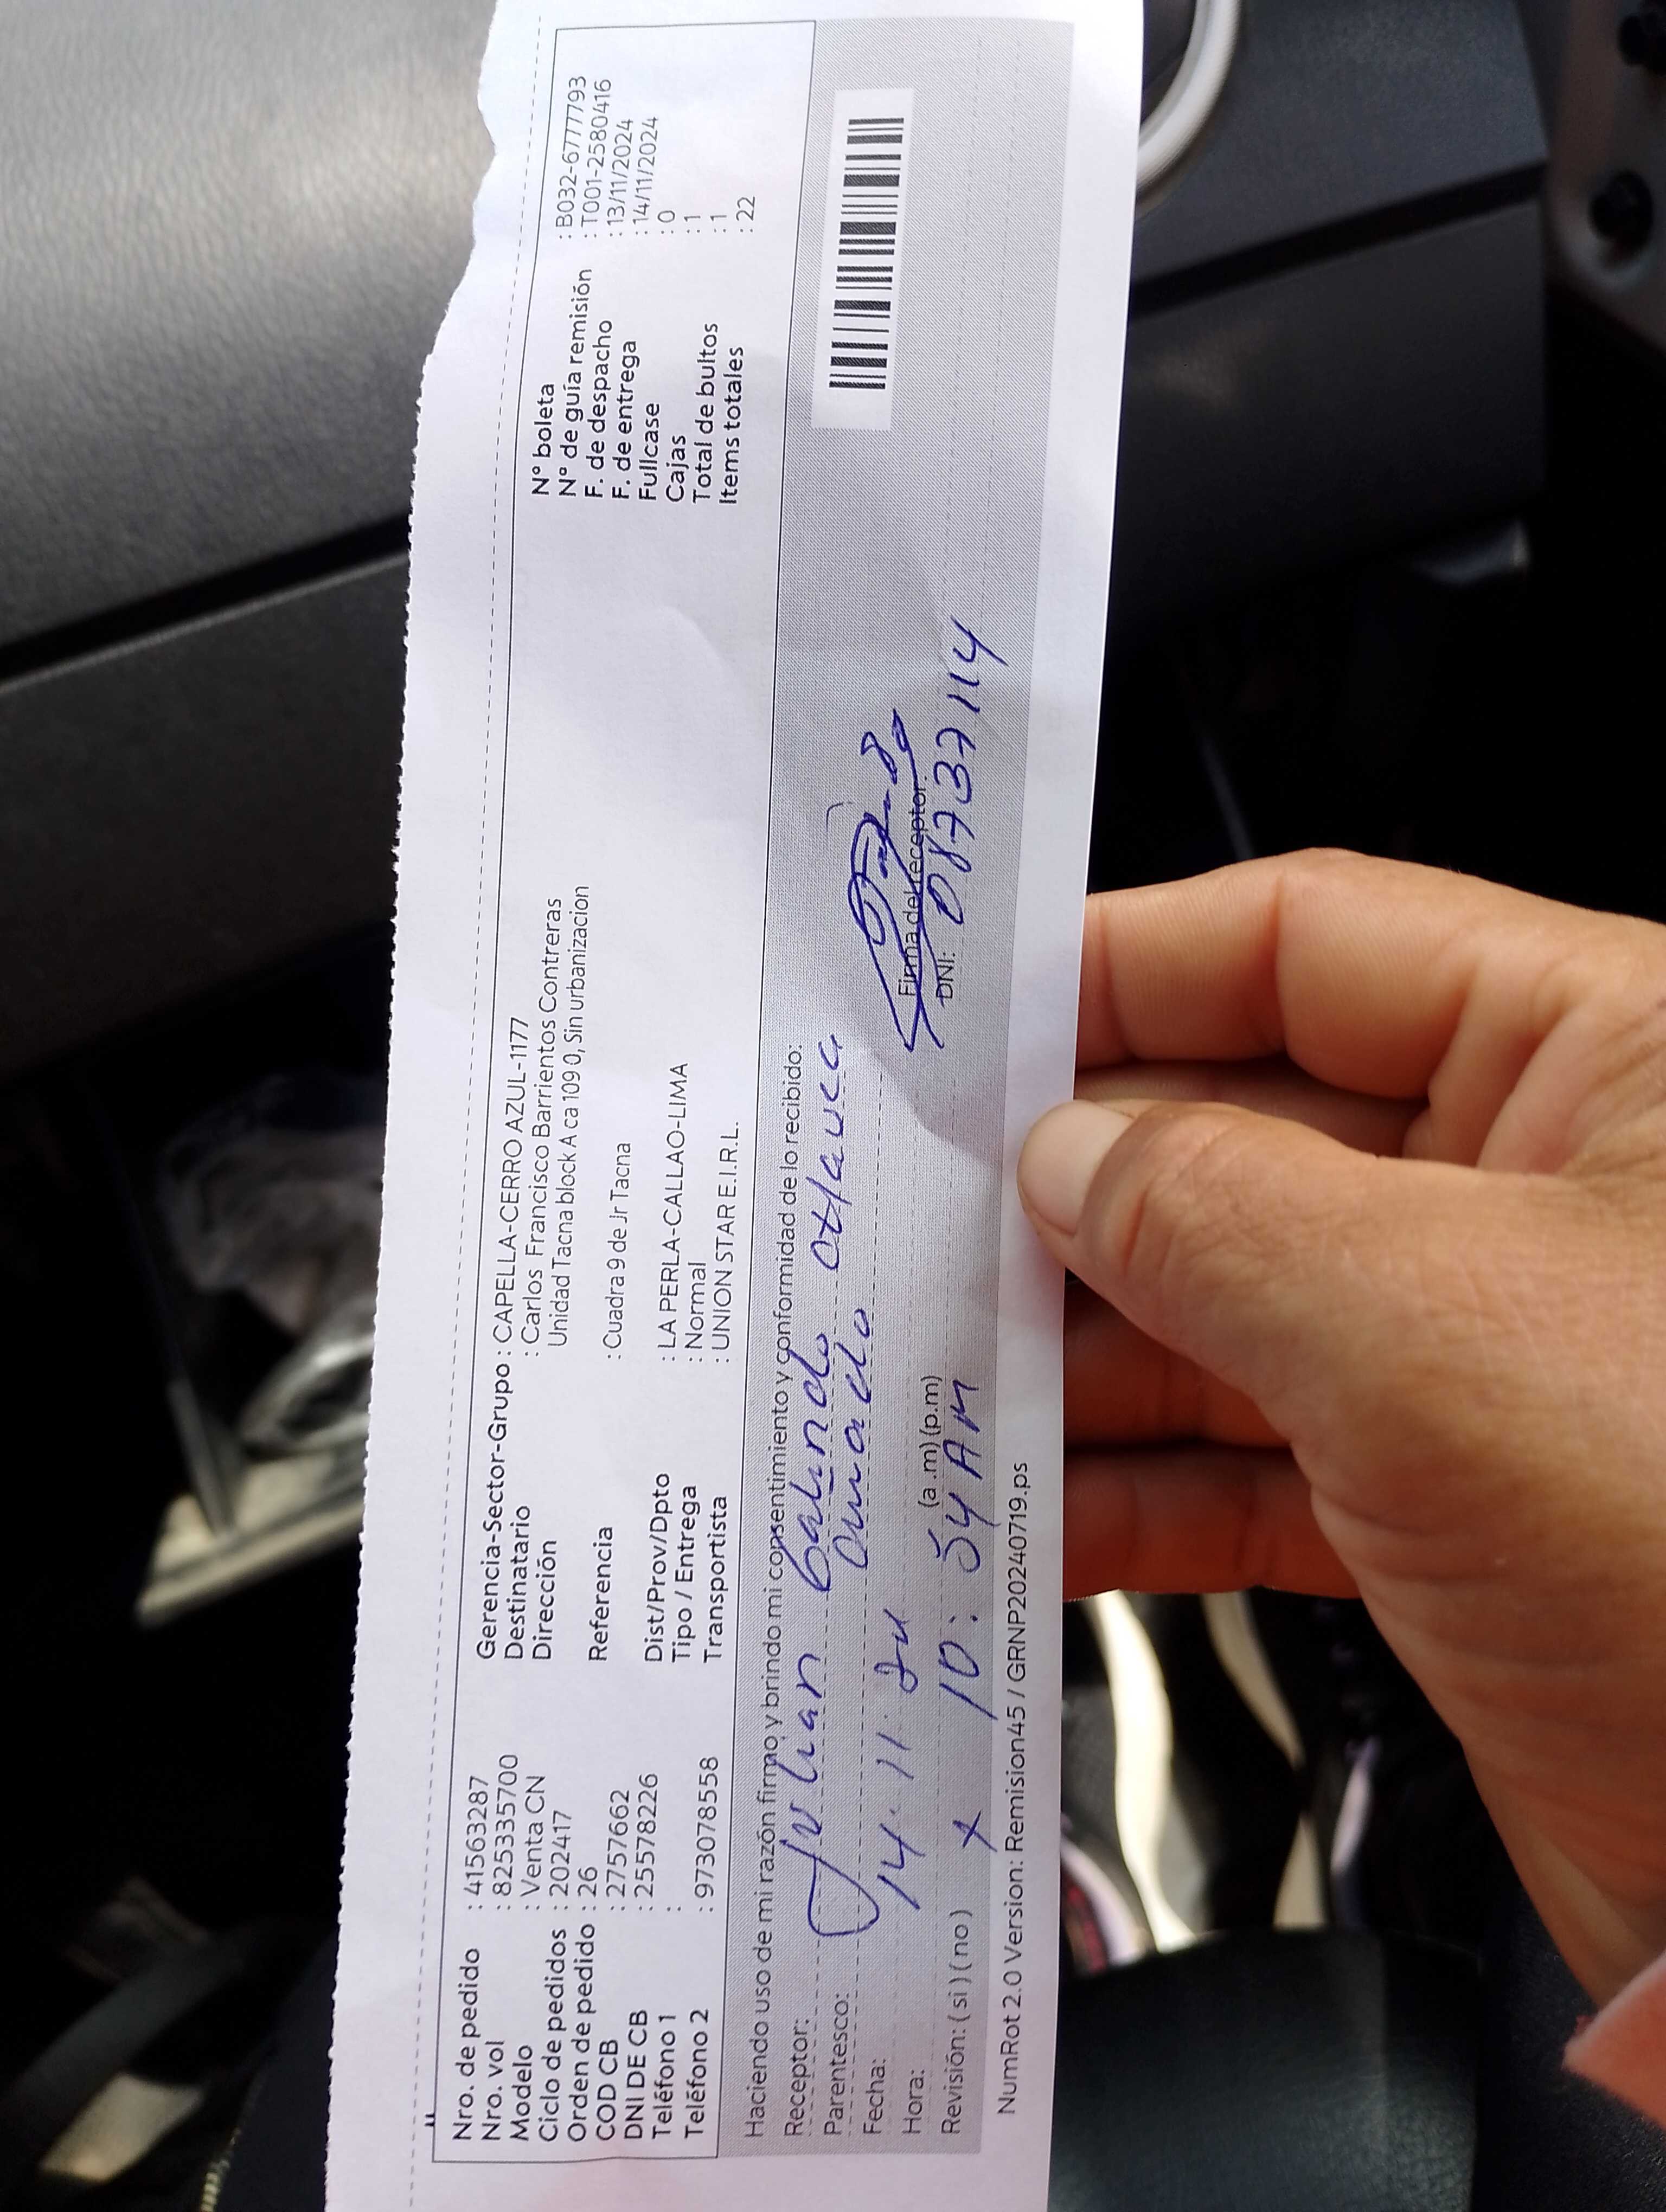 Nro. de pedido : 41563287
Nro. vol : 8253335700
Modelo : Venta CN
Ciclo de pedidos : 202417
Orden de pedido : 26
COD CB : 27577662
DNI DE CB : 25578226
Teléfono 1 :
Teléfono 2 : 973078558
Gerencia-Sector-Grupo : CAPELLA-CERRO AZUL-1177
Destinatario : Carlos Francisco Barrientos Contreras
Dirección Unidad Tacna block A ca 109 0, Sin urbanizacion
Referencia : Cuadra 9 de Jr Tacna
Dist/Prov/Dpto : LA PERLA-CALLAO-LIMA
Tipo / Entrega : Normal
Transportista : UNION STAR E.I.R.L.
N° boleta : B032-6777793
N° de guía remisión : T001-2580416
F. de despacho : 13/11/2024
F. de entrega : 14/11/2024
Fullcase : 0
Cajas : 1
Total de bultos : 1
Items totales : 22
Haciendo uso de mi razón firmo y brindo mi consentimiento y conformidad de lo recibido:
Receptor: Julian Galindo
Parentesco:
Fecha: 14 - 11 24
Hora: 10: 54 AM (a .m) (p.m)
Revisión: ( si ) ( no ) x
Firma del receptor
DNI: 08737114
NumRot 2.0 Version: Remision45 / GRNP20240719.ps